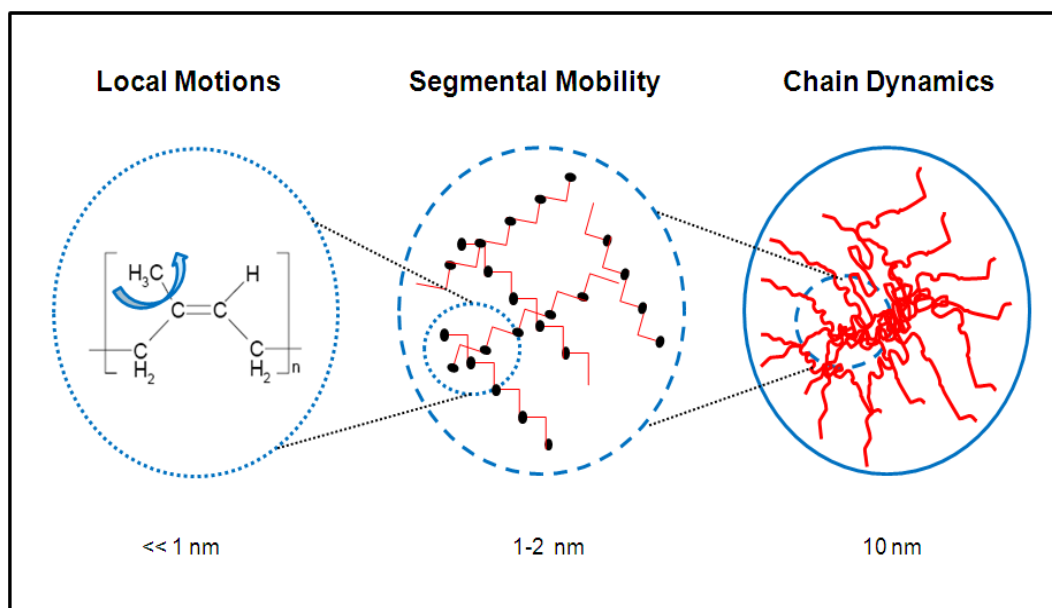 Local Motions
Segmental Mobility
Chain Dynamics
H₃C
H
C
C
C
H₂
C
H₂
n
<< 1 nm
1-2 nm
10 nm